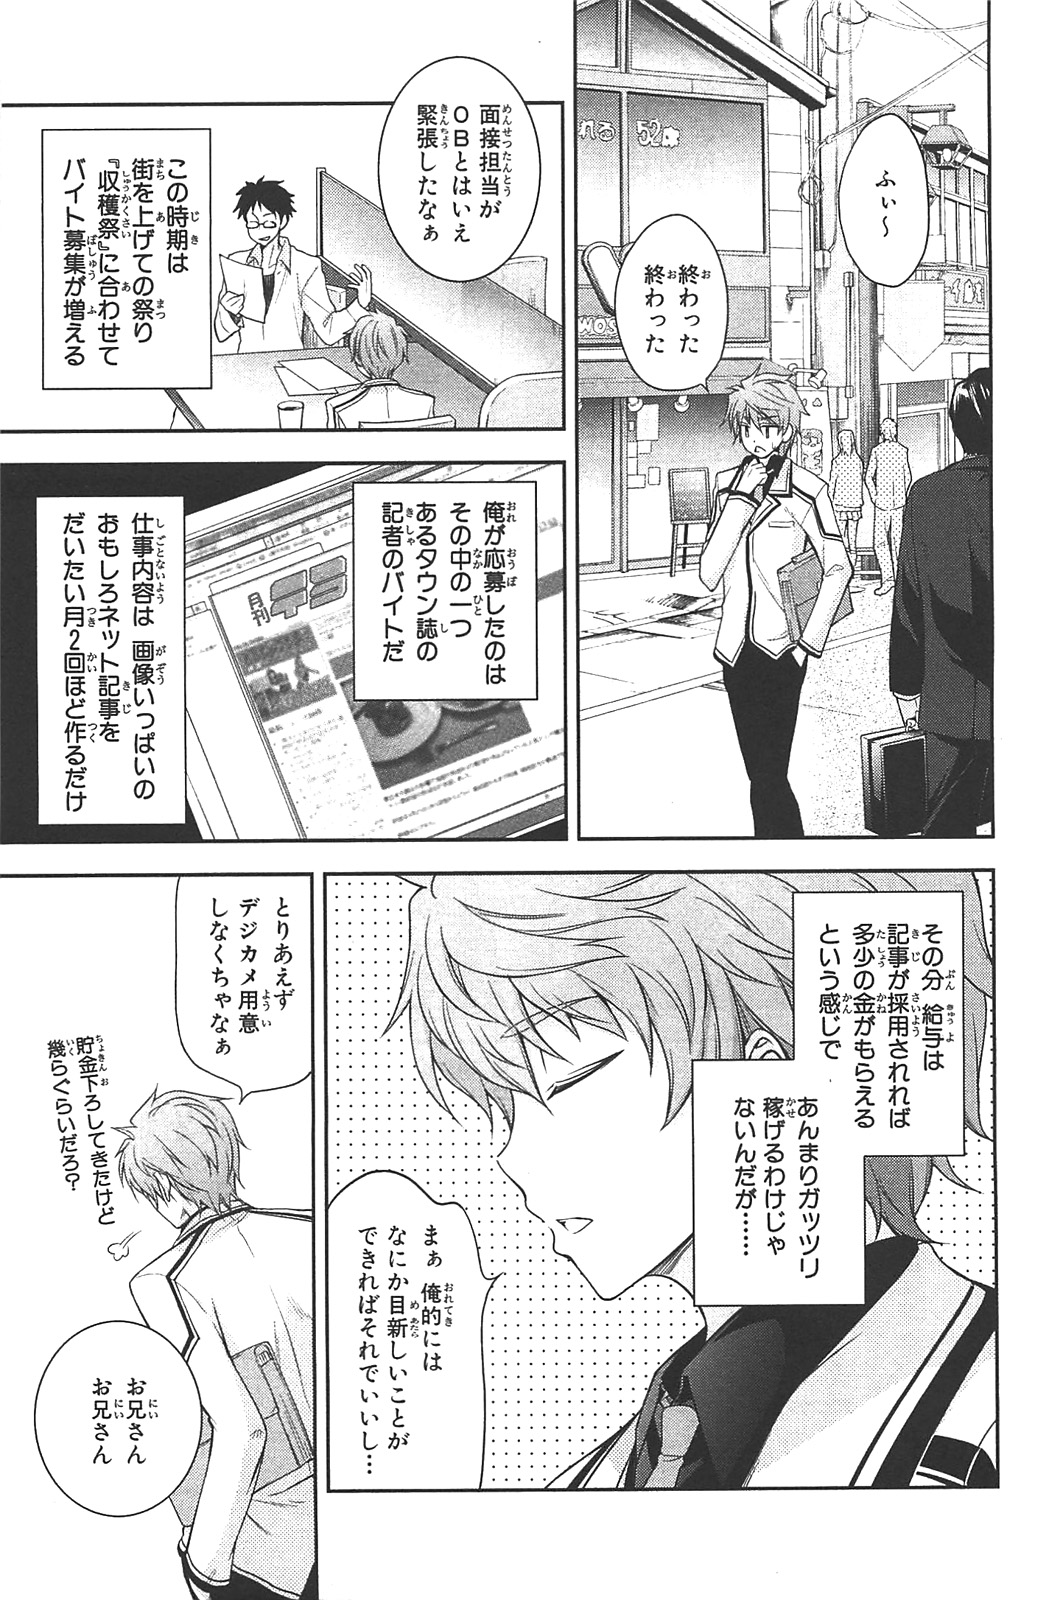 ふぃ〜
終わった
終わった
れる 52
WOS
面接担当が
OBとはいえ
緊張したなぁ
この時期は
街を上げての祭り
『収穫祭』に合わせて
バイト募集が増える
俺が応募したのは
その中の一つ
あるタウン誌の
記者のバイトだ
月刊
仕事内容は 画像いっぱいの
おもしろネット記事を
だいたい月2回ほど作るだけ
その分 給与は
記事が採用されれば
多少の金がもらえる
という感じで
あんまりガッツリ
稼げるわけじゃ
ないんだが……
まぁ 俺的には
なにか目新しいことが
できればそれでいいし…
とりあえず
デジカメ用意
しなくちゃなぁ
貯金下ろしてきたけど
幾らぐらいだろ?
お兄さん
お兄さん